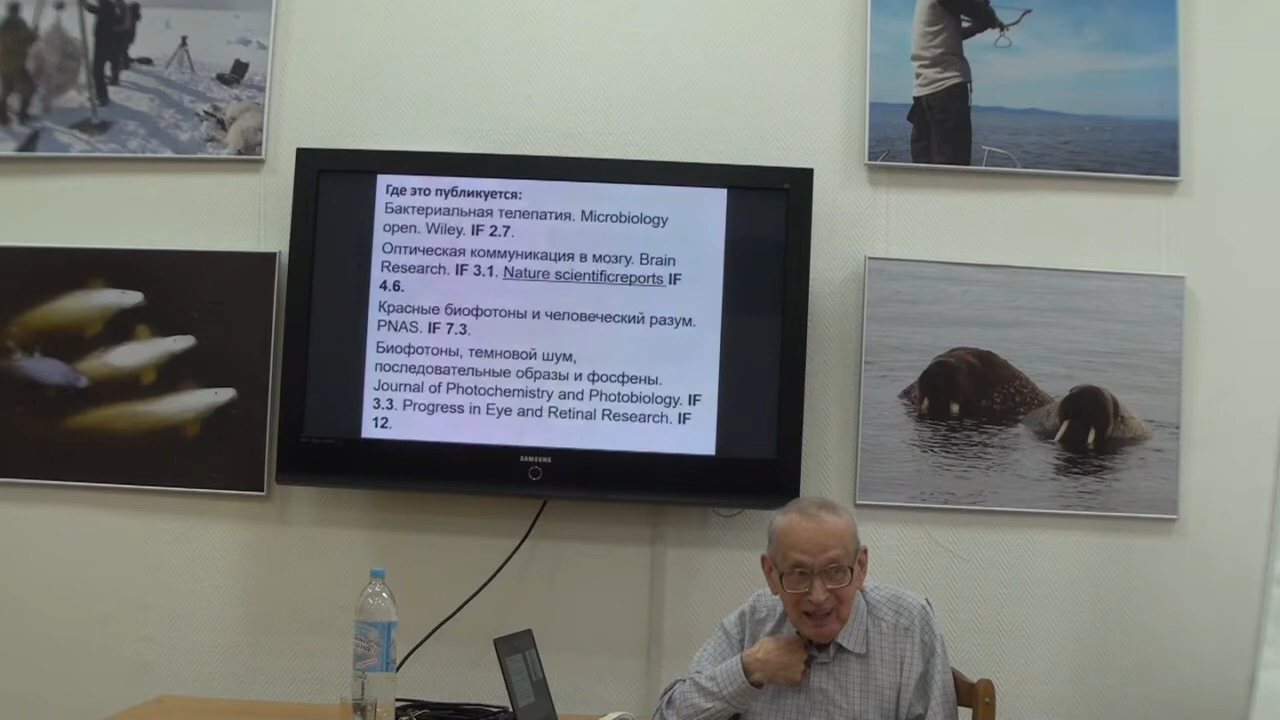 Где это публикуется:
Бактериальная телепатия. Microbiology
open. Wiley. IF 2.7.
Оптическая коммуникация в мозгу. Brain
Research. IF 3.1. Nature scientificreports IF
4.6.
Красные биофотоны и человеческий разум.
PNAS. IF 7.3.
Биофотоны, темновой шум,
последовательные образы и фосфены.
Journal of Photochemistry and Photobiology. IF
3.3. Progress in Eye and Retinal Research. IF
12.
SAMSUNG